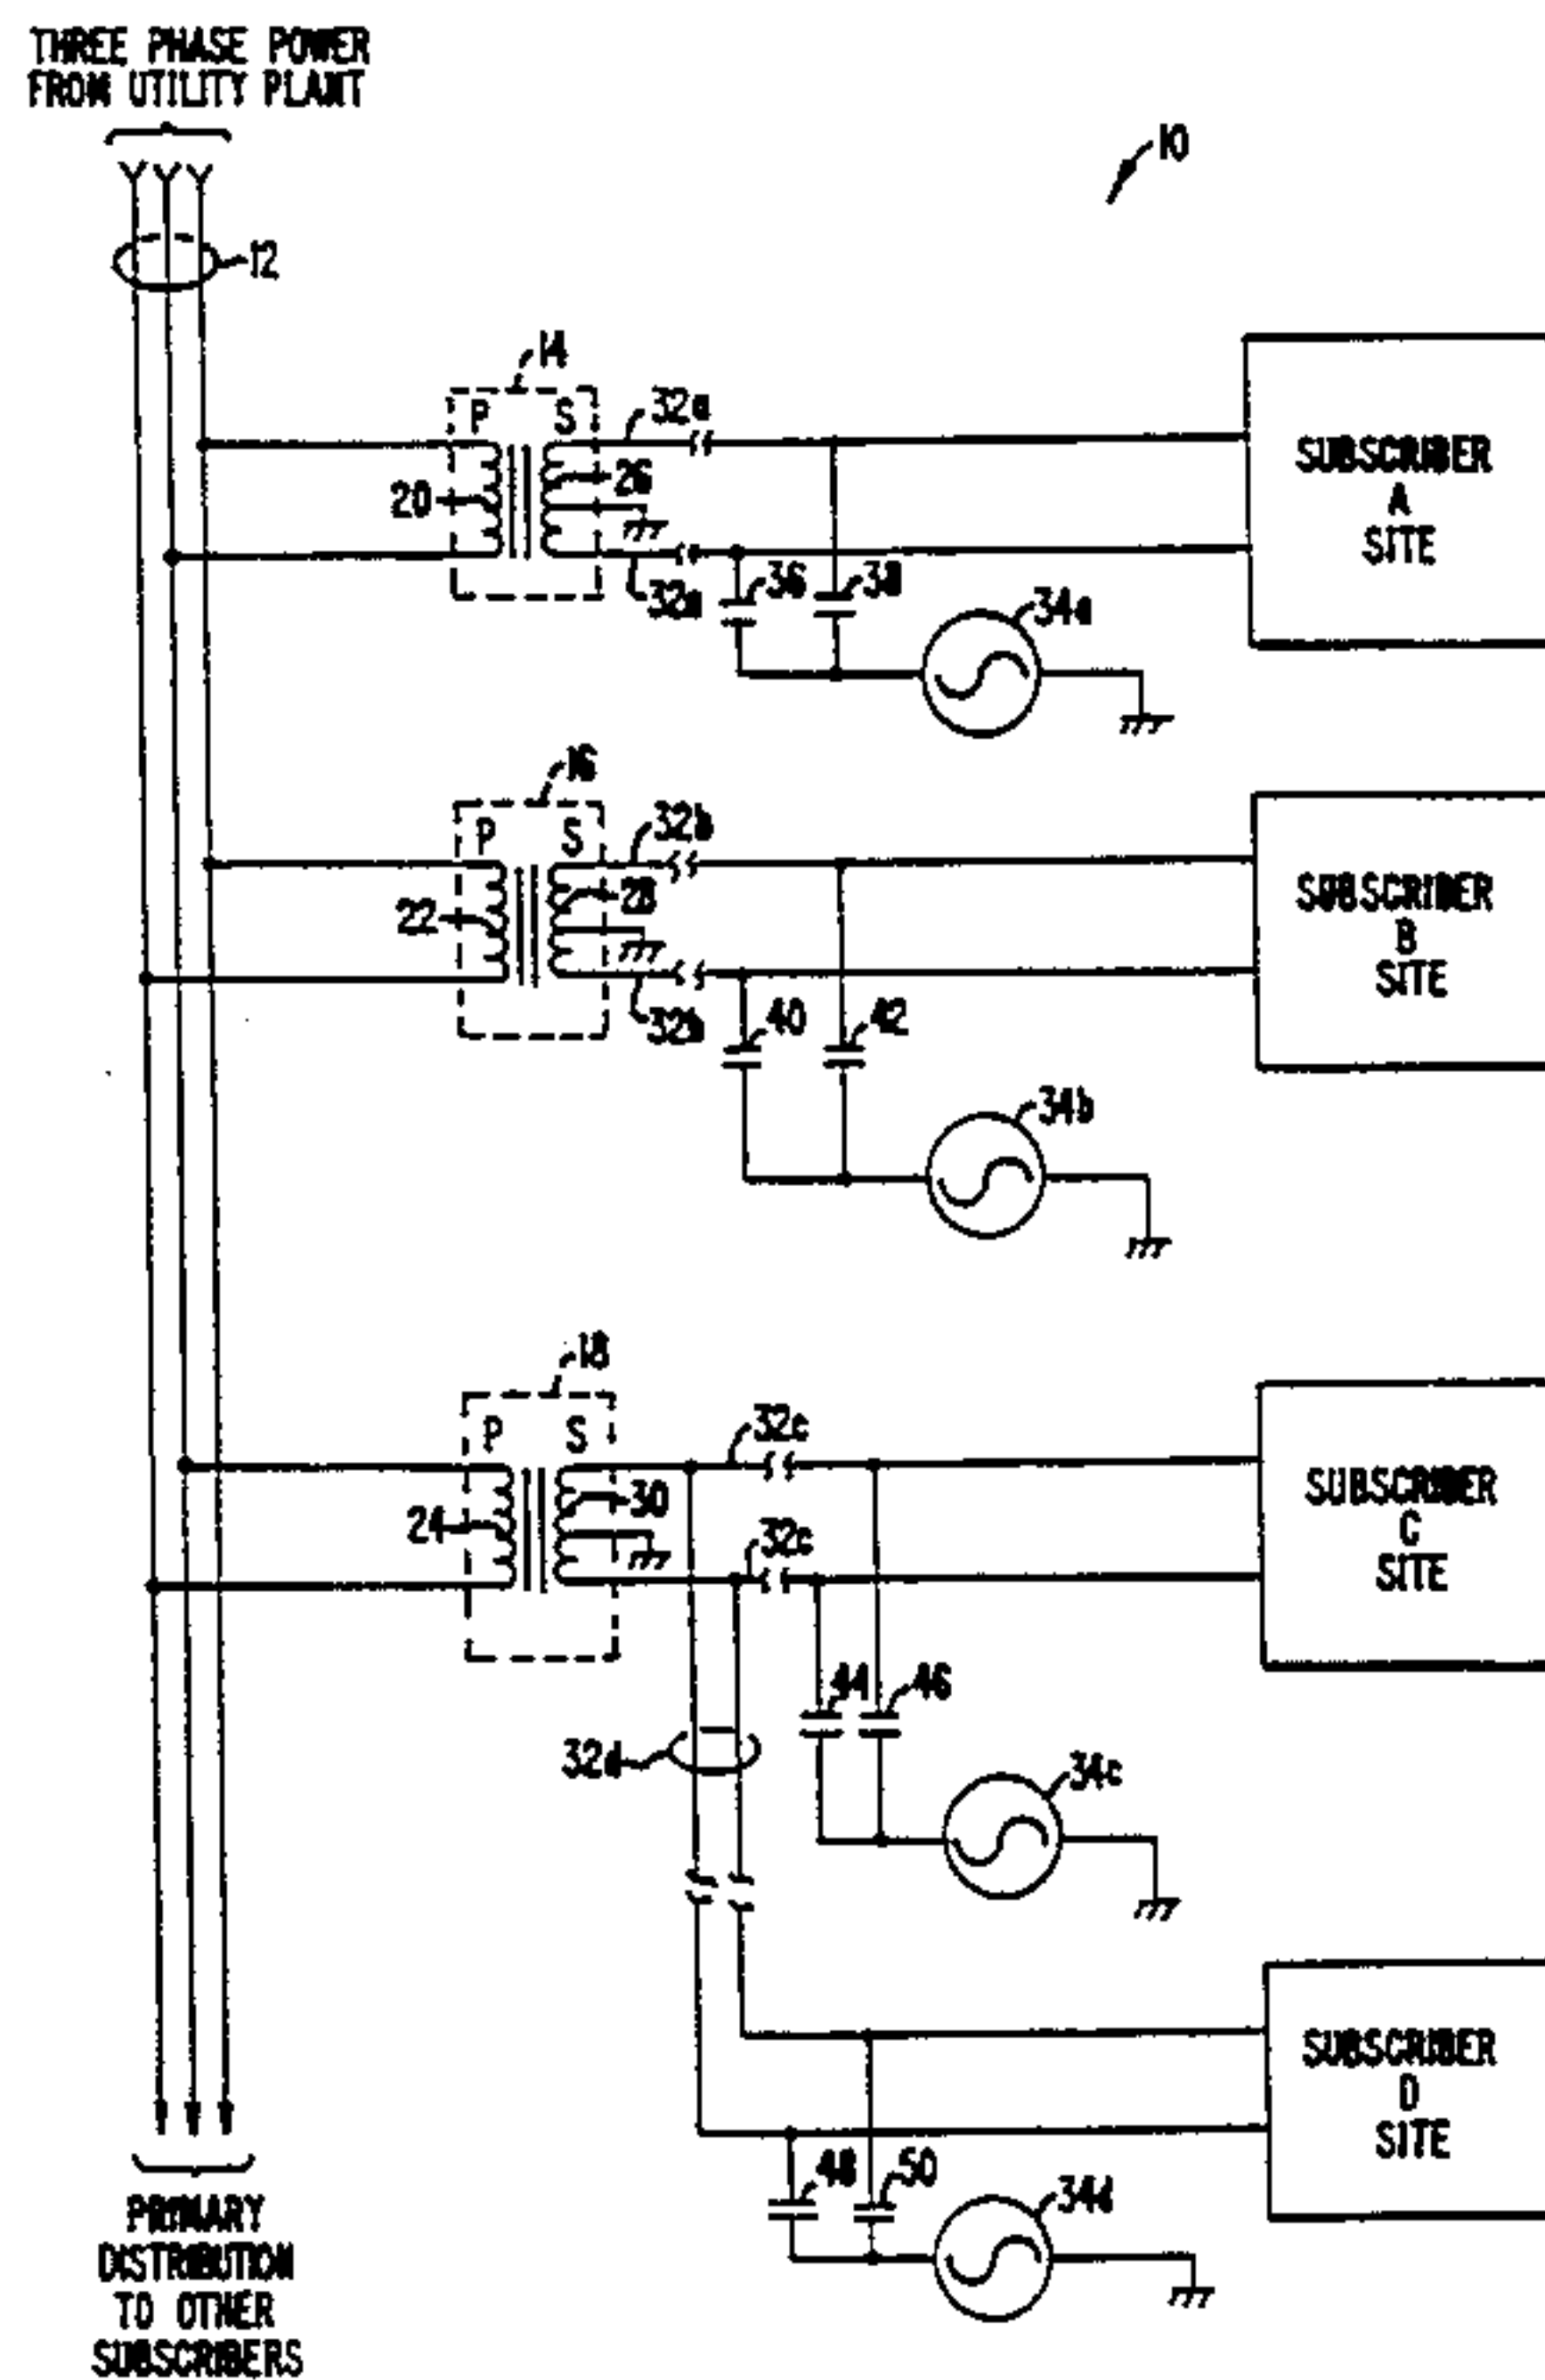 THREE PHASE POWER
FROM UTILITY PLANT
10
12
14
P S
32a
20
26
SUBSCRIBER
A
SITE
32a
36
38
34a
16
P S
32b
22
28
SUBSCRIBER
B
SITE
32b
40
42
34b
18
P S
32c
24
30
SUBSCRIBER
C
SITE
32c
44
46
32d
34c
SUBSCRIBER
D
SITE
48
50
34d
PRIMARY
DISTRIBUTION
TO OTHER
SUBSCRIBERS